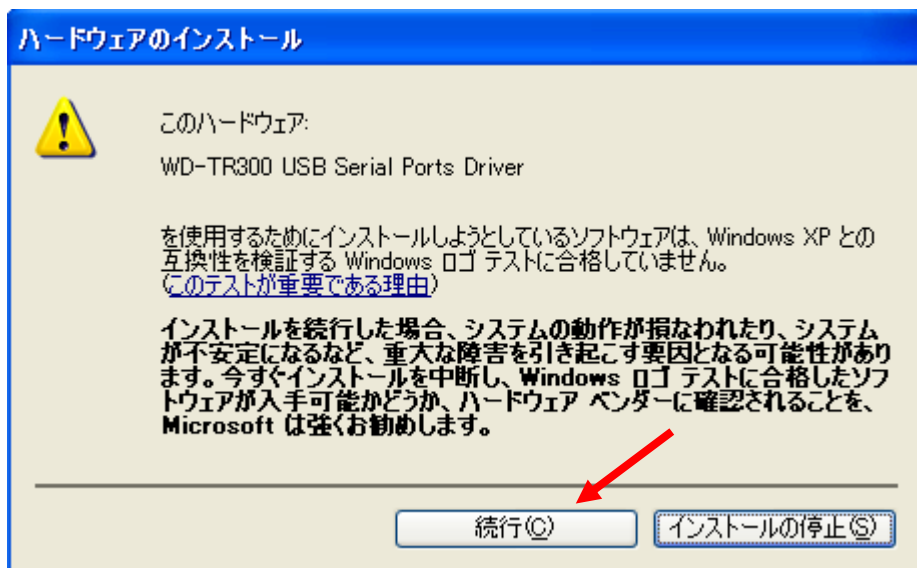 ハードウェアのインストール
このハードウェア:
WD-TR300 USB Serial Ports Driver
を使用するためにインストールしようとしているソフトウェアは、Windows XP との
互換性を検証する Windows ロゴ テストに合格していません。
(このテストが重要である理由)
インストールを続行した場合、システムの動作が損なわれたり、システム
が不安定になるなど、重大な障害を引き起こす要因となる可能性があり
ます。今すぐインストールを中断し、Windows ロゴ テストに合格したソフ
トウェアが入手可能かどうか、ハードウェア ベンダーに確認されることを、
Microsoft は強くお勧めします。
続行(C)
インストールの停止(S)